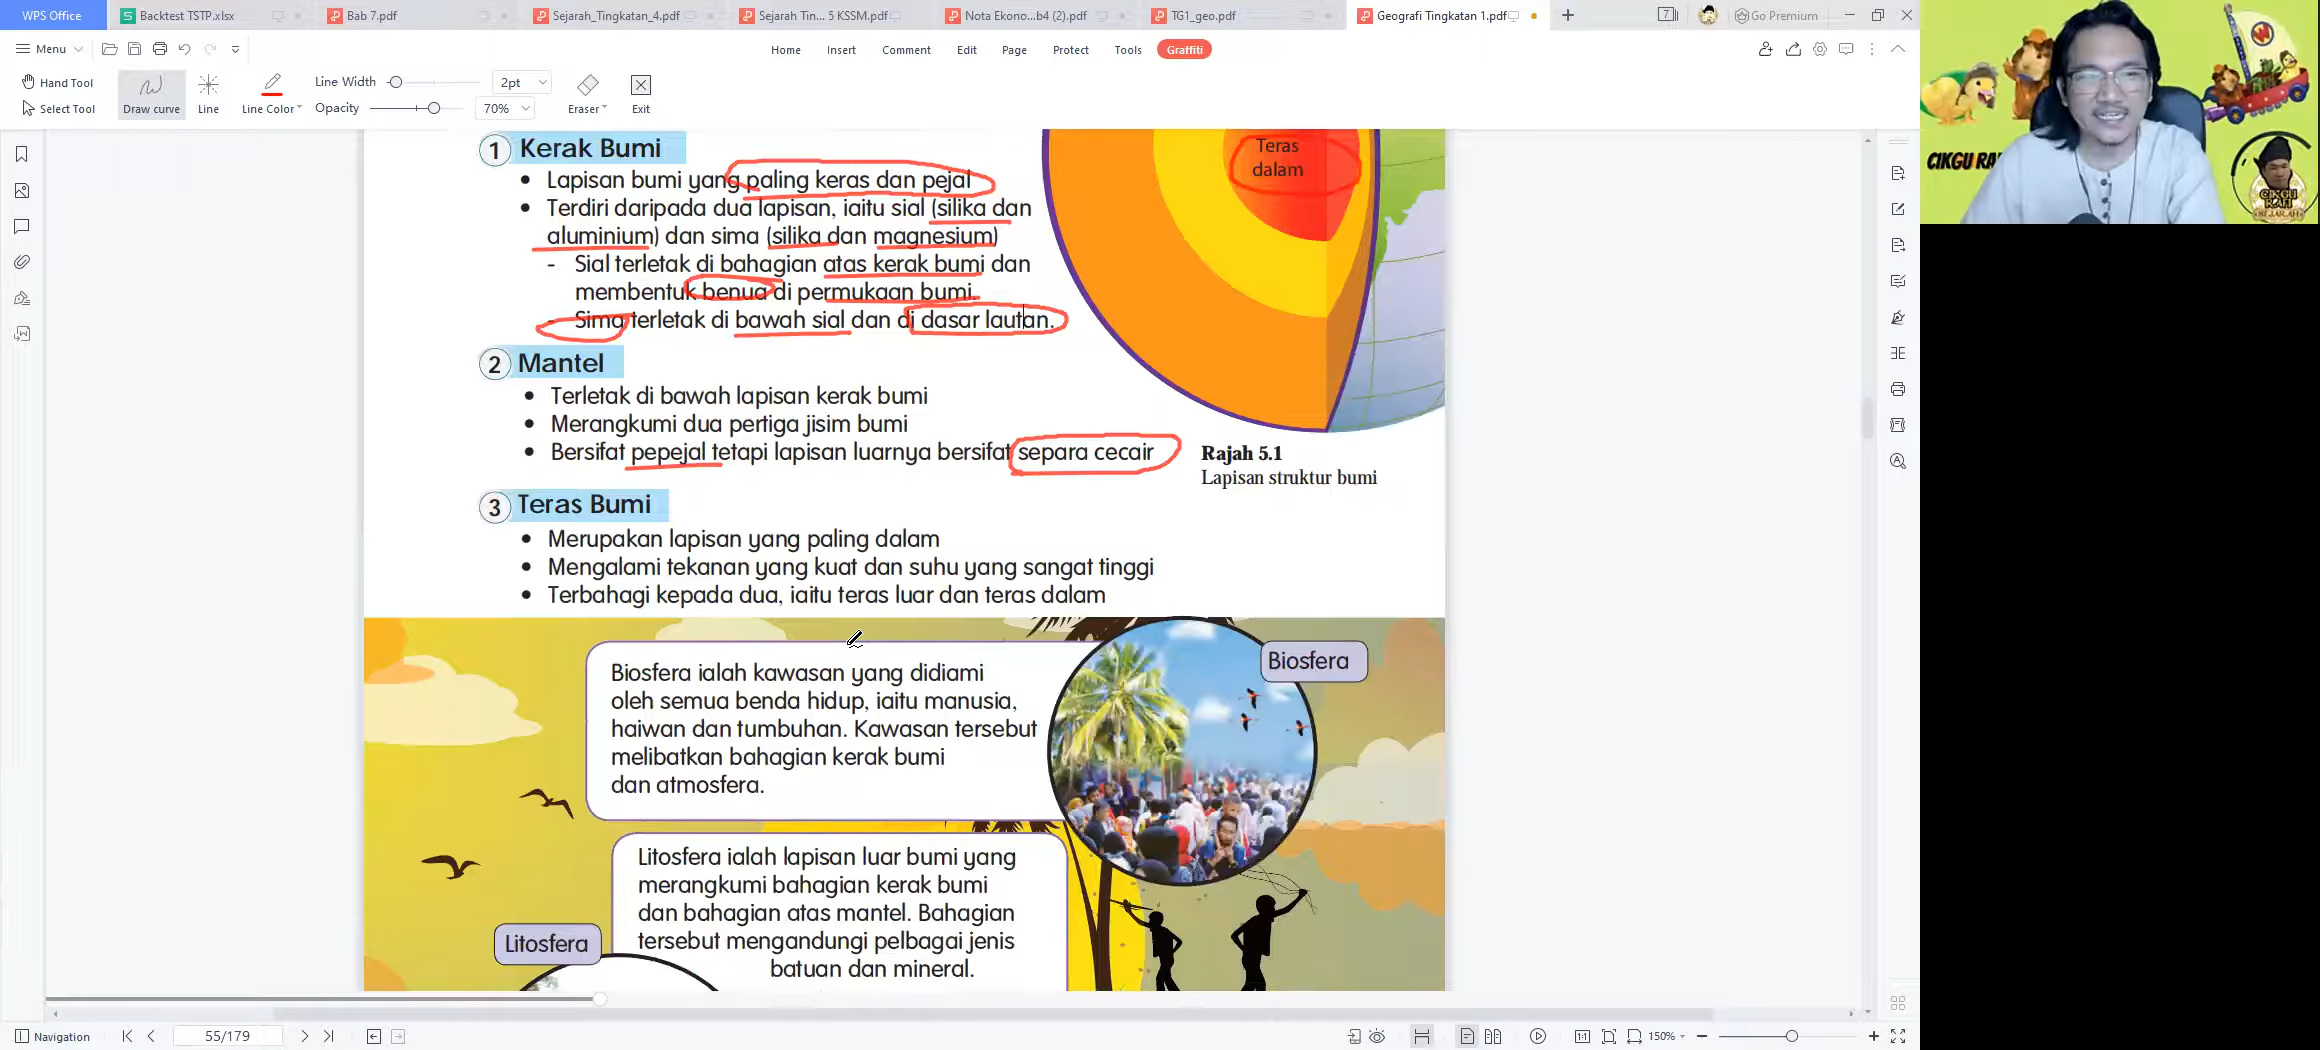 WPS Office
Backtest TSTP.xlsx
Bab 7.pdf
Sejarah_Tingkatan_4.pdf
Sejarah Tin... 5 KSSM.pdf
Nota Ekono...b4 (2).pdf
TG1_geo.pdf
Geografi Tingkatan 1.pdf
7
Go Premium
Menu
Home
Insert
Comment
Edit
Page
Protect
Tools
Graffiti
Hand Tool
Select Tool
Draw curve
Line
Line Color
Line Width
2pt
Opacity
70%
Eraser
Exit
CIKGU RA
CIKGU
RAFI
SEJARAH
1 Kerak Bumi
• Lapisan bumi yang paling keras dan pejal
• Terdiri daripada dua lapisan, iaitu sial (silika dan
aluminium) dan sima (silika dan magnesium)
- Sial terletak di bahagian atas kerak bumi dan
membentuk benua di permukaan bumi.
- Sima terletak di bawah sial dan di dasar lautan.
Teras
dalam
2 Mantel
• Terletak di bawah lapisan kerak bumi
• Merangkumi dua pertiga jisim bumi
• Bersifat pepejal tetapi lapisan luarnya bersifat separa cecair
Rajah 5.1
Lapisan struktur bumi
3 Teras Bumi
• Merupakan lapisan yang paling dalam
• Mengalami tekanan yang kuat dan suhu yang sangat tinggi
• Terbahagi kepada dua, iaitu teras luar dan teras dalam
Biosfera
Biosfera ialah kawasan yang didiami
oleh semua benda hidup, iaitu manusia,
haiwan dan tumbuhan. Kawasan tersebut
melibatkan bahagian kerak bumi
dan atmosfera.
Litosfera
Litosfera ialah lapisan luar bumi yang
merangkumi bahagian kerak bumi
dan bahagian atas mantel. Bahagian
tersebut mengandungi pelbagai jenis
batuan dan mineral.
Navigation
55/179
150%